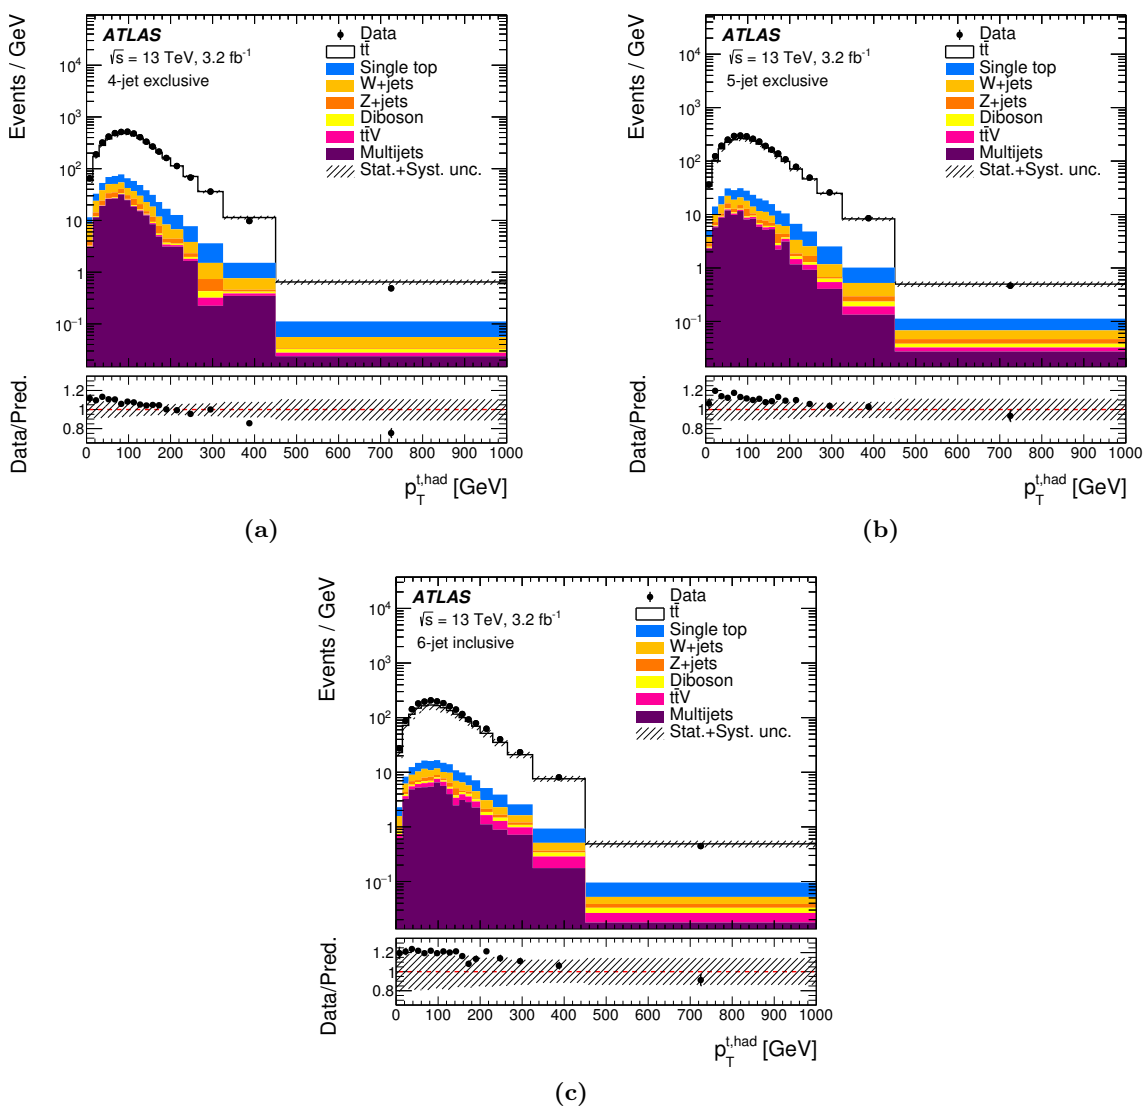 Events / GeV
ATLAS
√s = 13 TeV, 3.2 fb⁻¹
4-jet exclusive
Data
tt̄
Single top
W+jets
Z+jets
Diboson
tt̄V
Multijets
Stat.+Syst. unc.
10⁴
10³
10²
10
1
10⁻¹
Data/Pred.
1.2
1
0.8
0 100 200 300 400 500 600 700 800 900 1000
p_T^{t,had} [GeV]
(a)
Events / GeV
ATLAS
√s = 13 TeV, 3.2 fb⁻¹
5-jet exclusive
Data
tt̄
Single top
W+jets
Z+jets
Diboson
tt̄V
Multijets
Stat.+Syst. unc.
10⁴
10³
10²
10
1
10⁻¹
Data/Pred.
1.2
1
0.8
0 100 200 300 400 500 600 700 800 900 1000
p_T^{t,had} [GeV]
(b)
Events / GeV
ATLAS
√s = 13 TeV, 3.2 fb⁻¹
6-jet inclusive
Data
tt̄
Single top
W+jets
Z+jets
Diboson
tt̄V
Multijets
Stat.+Syst. unc.
10⁴
10³
10²
10
1
10⁻¹
Data/Pred.
1.2
1
0.8
0 100 200 300 400 500 600 700 800 900 1000
p_T^{t,had} [GeV]
(c)